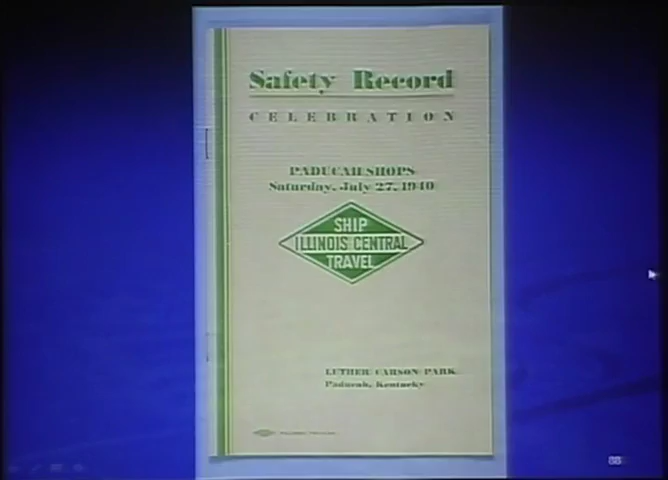 Safety Record
CELEBRATION
PADUCAH SHOPS
Saturday, July 27, 1940
SHIP
ILLINOIS CENTRAL
TRAVEL
LUTHER CARSON PARK
Paducah, Kentucky